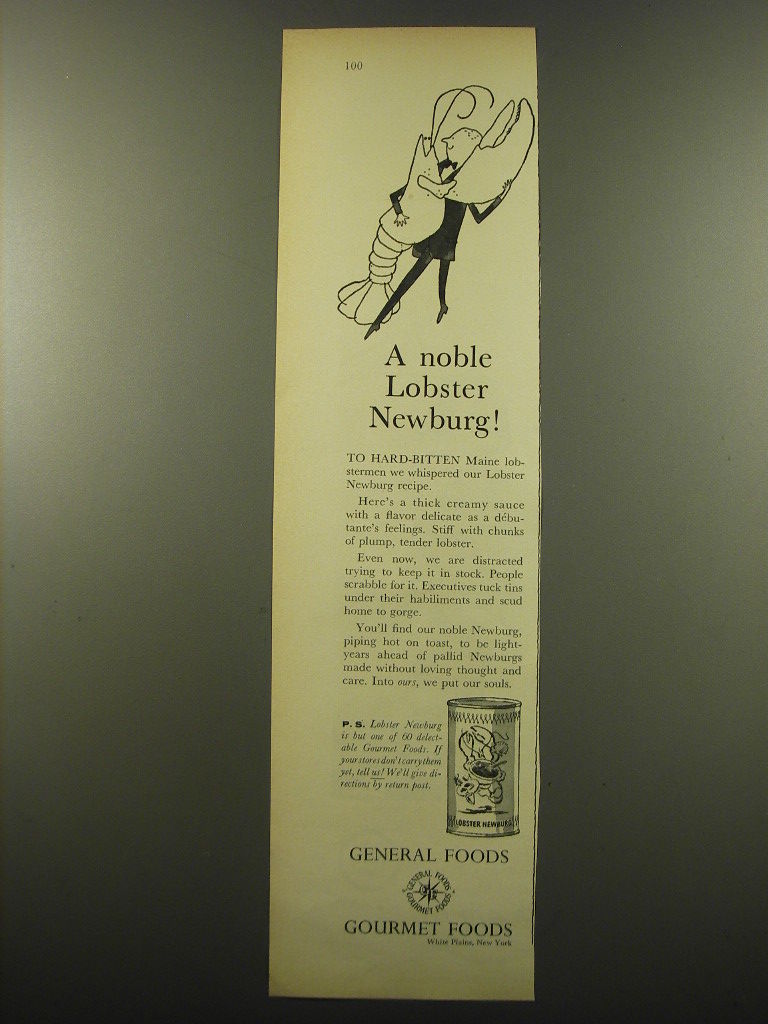 100
A noble
Lobster
Newburg!
TO HARD-BITTEN Maine lob-
stermen we whispered our Lobster
Newburg recipe.
Here's a thick creamy sauce
with a flavor delicate as a débu-
tante's feelings. Stiff with chunks
of plump, tender lobster.
Even now, we are distracted
trying to keep it in stock. People
scrabble for it. Executives tuck tins
under their habiliments and scud
home to gorge.
You'll find our noble Newburg,
piping hot on toast, to be light-
years ahead of pallid Newburgs
made without loving thought and
care. Into ours, we put our souls.
P. S. Lobster Newburg
is but one of 60 delect-
able Gourmet Foods. If
your stores don't carry them
yet, tell us! We'll give di-
rections by return post.
LOBSTER NEWBURG
GENERAL FOODS
GENERAL FOODS
GOURMET FOODS
GOURMET FOODS
White Plains, New York